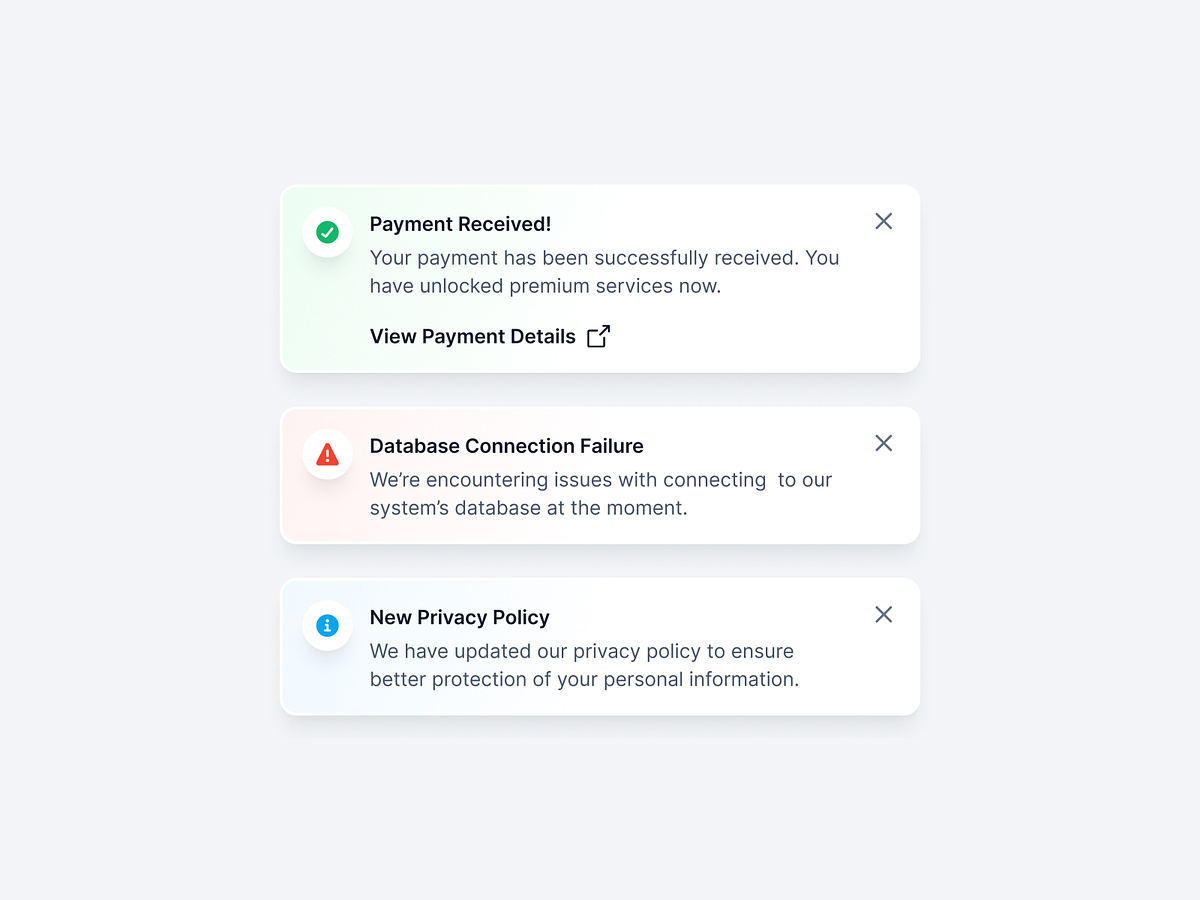 Payment Received!
Your payment has been successfully received. You
have unlocked premium services now.
View Payment Details
Database Connection Failure
We’re encountering issues with connecting  to our
system’s database at the moment.
New Privacy Policy
We have updated our privacy policy to ensure
better protection of your personal information.